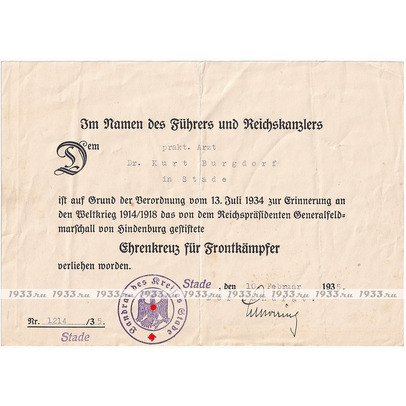 Im Namen des Führers und Reichskanzlers
Dem
prakt. Arzt
Dr. Kurt Burgdorf
in Stade
ist auf Grund der Verordnung vom 13. Juli 1934 zur Erinnerung an
den Weltkrieg 1914/1918 das von dem Reichspräsidenten Generalfeld-
marschall von Hindenburg gestiftete
Ehrenkreuz für Frontkämpfer
verliehen worden.
Stade, den 10. Februar 1935.
1933.ru 1933.ru 1933.ru 1933.ru 1933.ru 1933.ru 1933.ru
Landrat des Kreises Stade
Nr. 1214 /35.
Stade